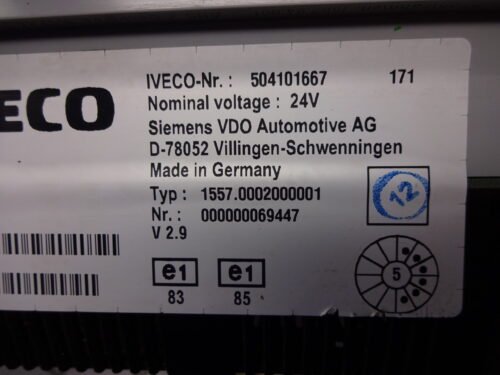 ECO
IVECO-Nr. : 504101667 171
Nominal voltage : 24V
Siemens VDO Automotive AG
D-78052 Villingen-Schwenningen
Made in Germany
Typ : 1557.0002000001
Nr. : 000000069447
V 2.9
12
e1 e1
83 85
5